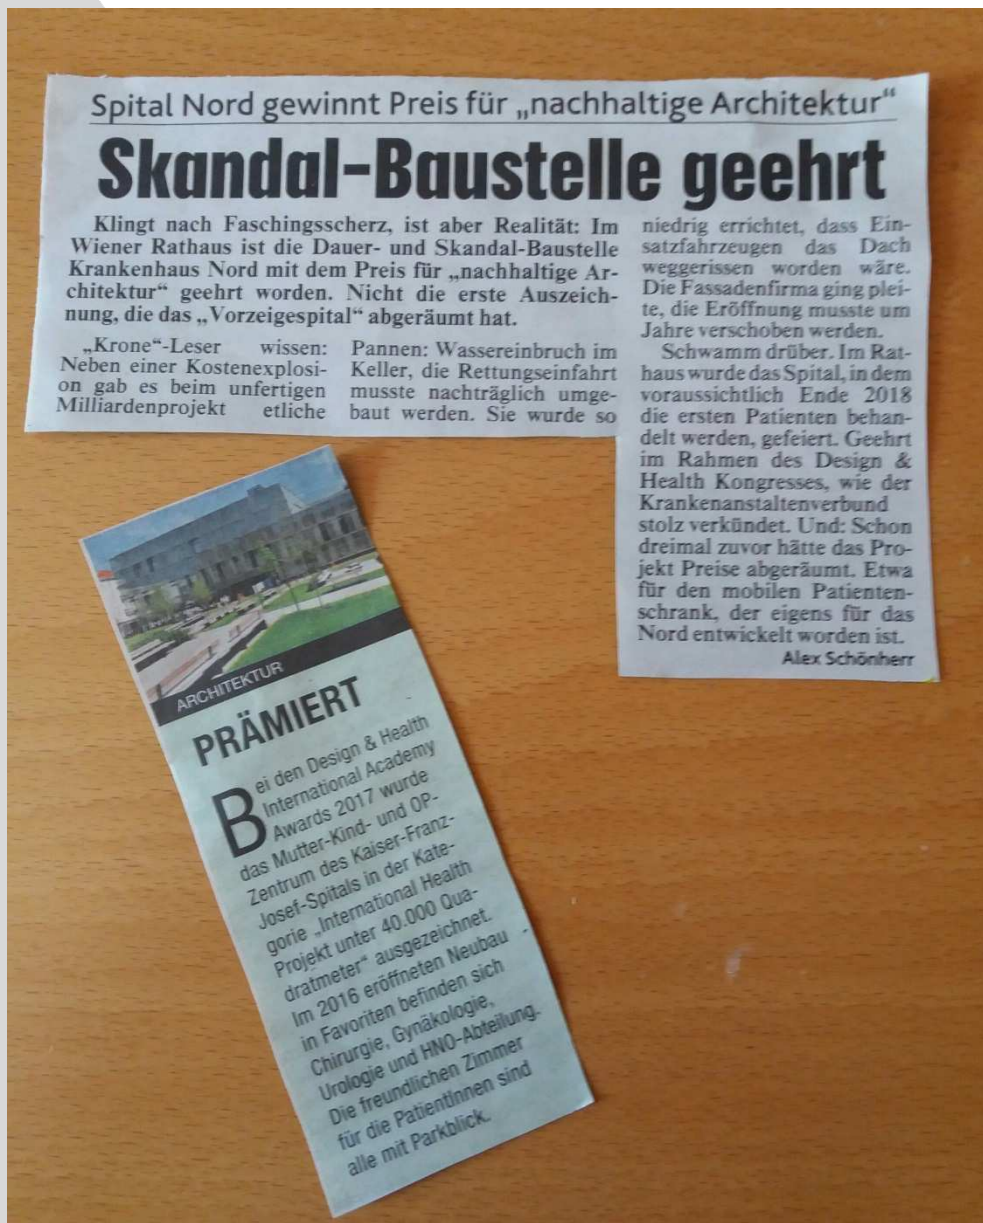 Spital Nord gewinnt Preis für „nachhaltige Architektur“
Skandal-Baustelle geehrt
Klingt nach Faschingsscherz, ist aber Realität: Im
Wiener Rathaus ist die Dauer- und Skandal-Baustelle
Krankenhaus Nord mit dem Preis für „nachhaltige Ar-
chitektur“ geehrt worden. Nicht die erste Auszeich-
nung, die das „Vorzeigespital“ abgeräumt hat.
„Krone“-Leser wissen:
Neben einer Kostenexplosi-
on gab es beim unfertigen
Milliardenprojekt etliche
Pannen: Wassereinbruch im
Keller, die Rettungseinfahrt
musste nachträglich umge-
baut werden. Sie wurde so
niedrig errichtet, dass Ein-
satzfahrzeugen das Dach
weggerissen worden wäre.
Die Fassadenfirma ging plei-
te, die Eröffnung musste um
Jahre verschoben werden.
Schwamm drüber. Im Rat-
haus wurde das Spital, in dem
voraussichtlich Ende 2018
die ersten Patienten behan-
delt werden, gefeiert. Geehrt
im Rahmen des Design &
Health Kongresses, wie der
Krankenanstaltenverbund
stolz verkündet. Und: Schon
dreimal zuvor hätte das Pro-
jekt Preise abgeräumt. Etwa
für den mobilen Patienten-
schrank, der eigens für das
Nord entwickelt worden ist.
Alex Schönherr
ARCHITEKTUR
PRÄMIERT
Bei den Design & Health
International Academy
Awards 2017 wurde
das Mutter-Kind- und OP-
Zentrum des Kaiser-Franz-
Josef-Spitals in der Kate-
gorie „International Health
Projekt unter 40.000 Qua-
dratmeter“ ausgezeichnet.
Im 2016 eröffneten Neubau
in Favoriten befinden sich
Chirurgie, Gynäkologie,
Urologie und HNO-Abteilung.
Die freundlichen Zimmer
für die PatientInnen sind
alle mit Parkblick.